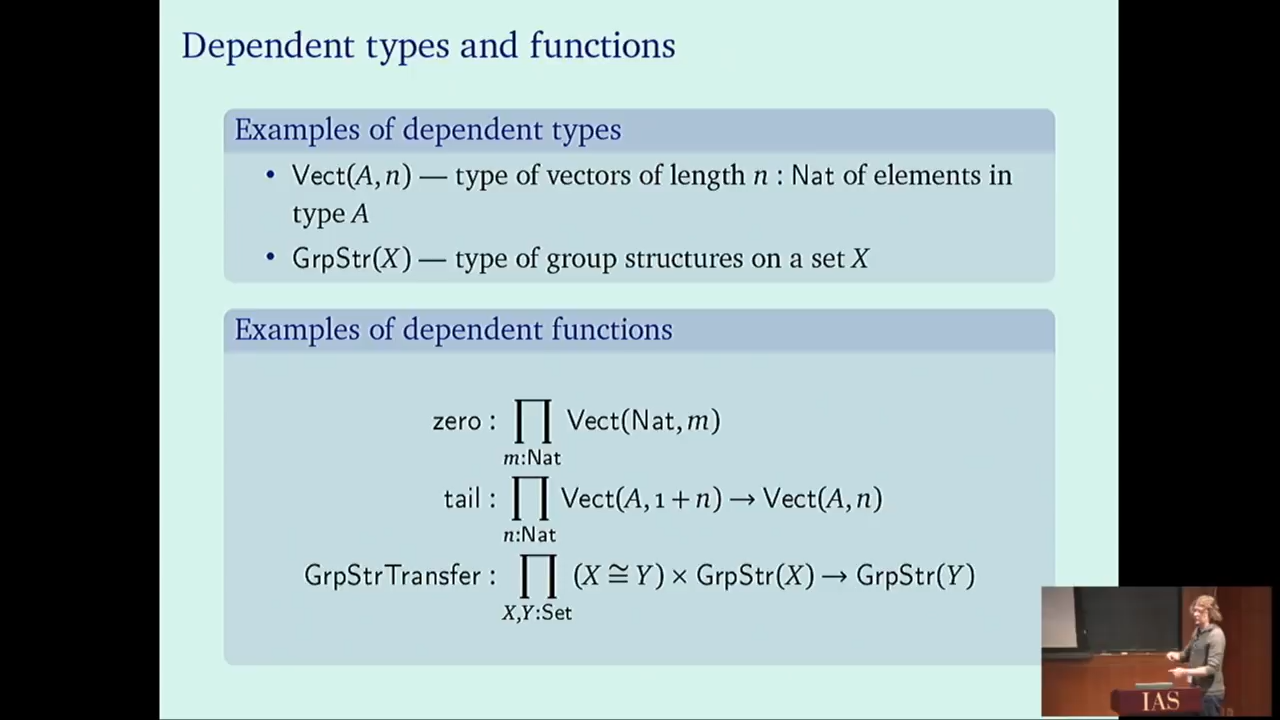 Dependent types and functions
Examples of dependent types
• Vect(A, n) — type of vectors of length n : Nat of elements in
type A
• GrpStr(X) — type of group structures on a set X
Examples of dependent functions
zero : ∏ Vect(Nat, m)
m:Nat
tail : ∏ Vect(A, 1 + n) → Vect(A, n)
n:Nat
GrpStrTransfer : ∏ (X ≅ Y) × GrpStr(X) → GrpStr(Y)
X,Y:Set
IAS